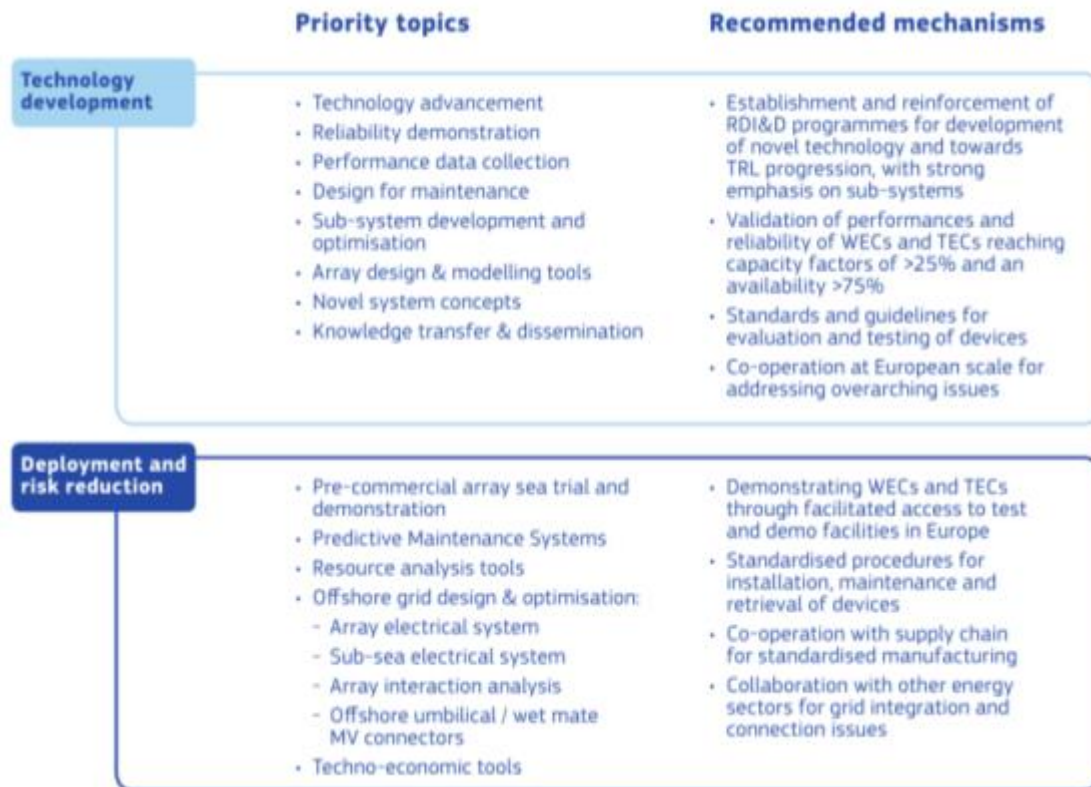 Priority topics
Recommended mechanisms
Technology
development
• Technology advancement
• Reliability demonstration
• Performance data collection
• Design for maintenance
• Sub-system development and
optimisation
• Array design & modelling tools
• Novel system concepts
• Knowledge transfer & dissemination
• Establishment and reinforcement of
RDI&D programmes for development
of novel technology and towards
TRL progression, with strong
emphasis on sub-systems
• Validation of performances and
reliability of WECs and TECs reaching
capacity factors of >25% and an
availability >75%
• Standards and guidelines for
evaluation and testing of devices
• Co-operation at European scale for
addressing overarching issues
Deployment and
risk reduction
• Pre-commercial array sea trial and
demonstration
• Predictive Maintenance Systems
• Resource analysis tools
• Offshore grid design & optimisation:
- Array electrical system
- Sub-sea electrical system
- Array interaction analysis
- Offshore umbilical / wet mate
MV connectors
• Techno-economic tools
• Demonstrating WECs and TECs
through facilitated access to test
and demo facilities in Europe
• Standardised procedures for
installation, maintenance and
retrieval of devices
• Co-operation with supply chain
for standardised manufacturing
• Collaboration with other energy
sectors for grid integration and
connection issues